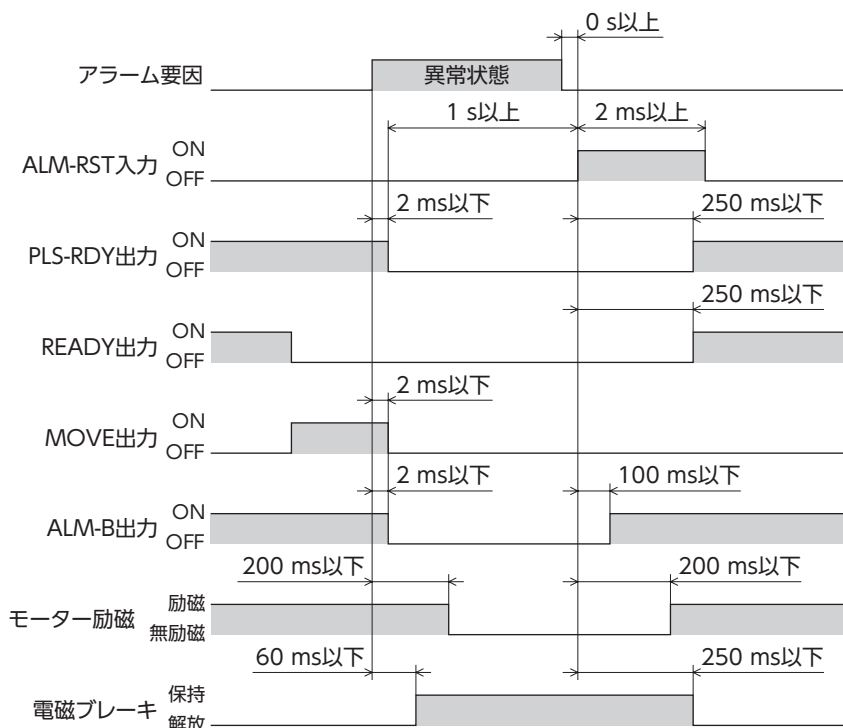 0 s以上
アラーム要因
異常状態
1 s以上
2 ms以上
ALM-RST入力
ON
OFF
2 ms以下
250 ms以下
PLS-RDY出力
ON
OFF
250 ms以下
READY出力
ON
OFF
2 ms以下
MOVE出力
ON
OFF
2 ms以下
100 ms以下
ALM-B出力
ON
OFF
200 ms以下
200 ms以下
モーター励磁
励磁
無励磁
60 ms以下
250 ms以下
電磁ブレーキ
保持
解放